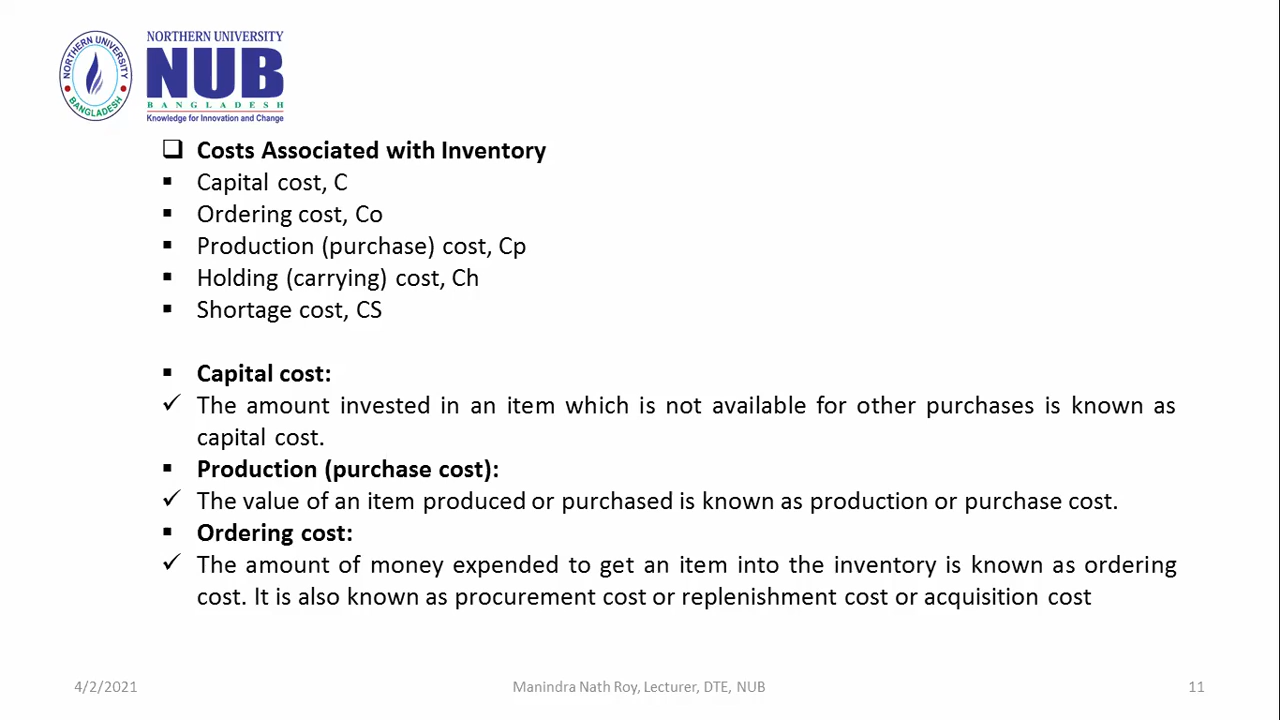 NORTHERN UNIVERSITY
BANGLADESH
NORTHERN UNIVERSITY
NUB
BANGLADESH
Knowledge for Innovation and Change
❑ Costs Associated with Inventory
▪ Capital cost, C
▪ Ordering cost, Co
▪ Production (purchase) cost, Cp
▪ Holding (carrying) cost, Ch
▪ Shortage cost, CS
▪ Capital cost:
✓ The amount invested in an item which is not available for other purchases is known as
capital cost.
▪ Production (purchase cost):
✓ The value of an item produced or purchased is known as production or purchase cost.
▪ Ordering cost:
✓ The amount of money expended to get an item into the inventory is known as ordering
cost. It is also known as procurement cost or replenishment cost or acquisition cost
4/2/2021
Manindra Nath Roy, Lecturer, DTE, NUB
11